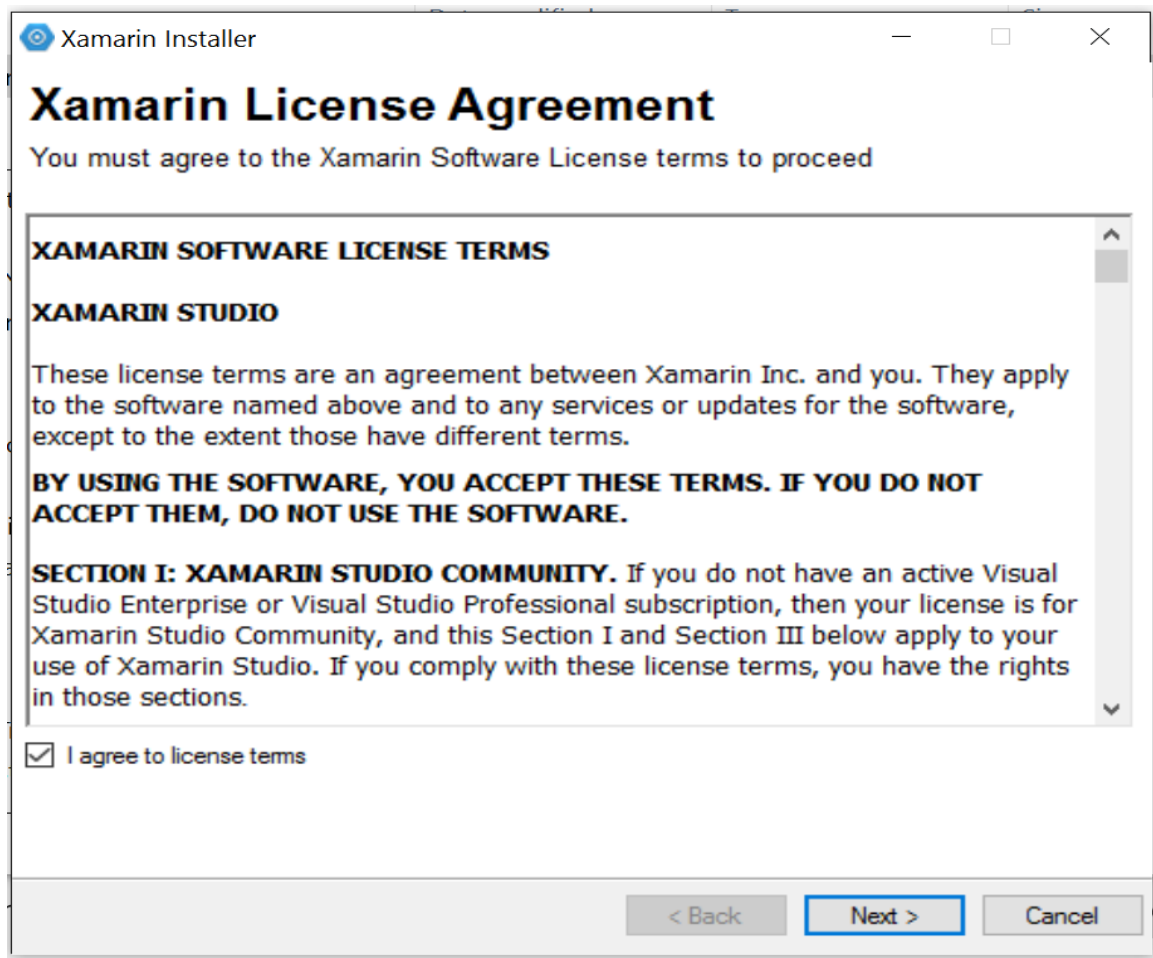 Xamarin Installer
Xamarin License Agreement
You must agree to the Xamarin Software License terms to proceed
XAMARIN SOFTWARE LICENSE TERMS
XAMARIN STUDIO
These license terms are an agreement between Xamarin Inc. and you. They apply
to the software named above and to any services or updates for the software,
except to the extent those have different terms.
BY USING THE SOFTWARE, YOU ACCEPT THESE TERMS. IF YOU DO NOT
ACCEPT THEM, DO NOT USE THE SOFTWARE.
SECTION I: XAMARIN STUDIO COMMUNITY. If you do not have an active Visual
Studio Enterprise or Visual Studio Professional subscription, then your license is for
Xamarin Studio Community, and this Section I and Section III below apply to your
use of Xamarin Studio. If you comply with these license terms, you have the rights
in those sections.
I agree to license terms
< Back Next > Cancel